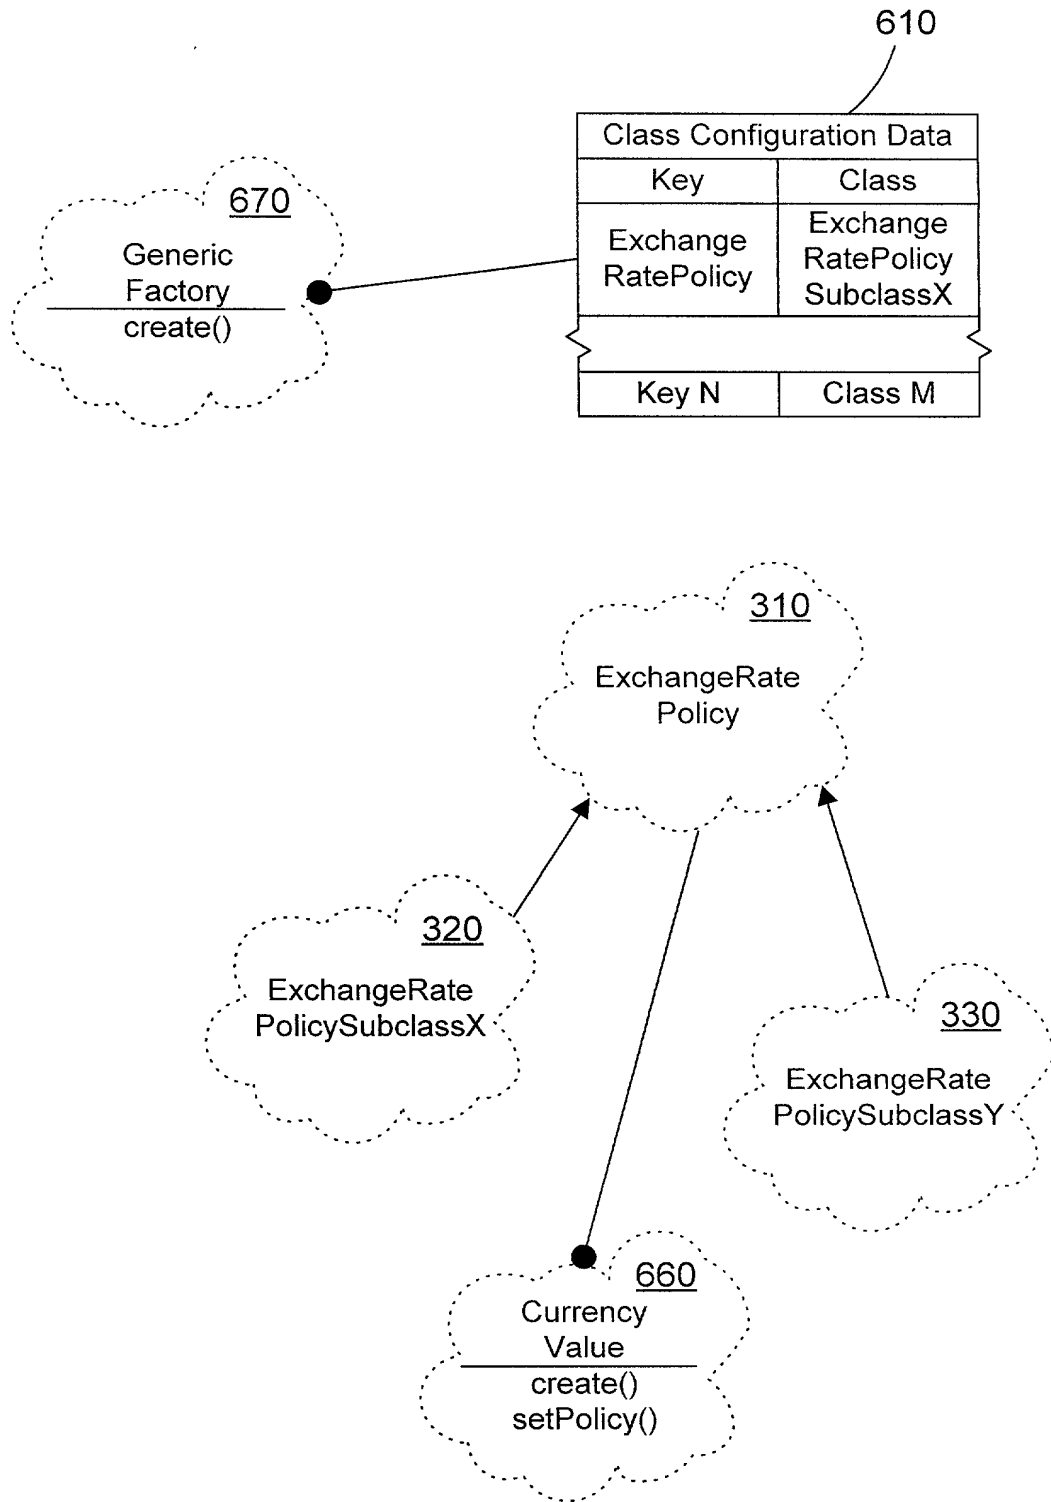 610
Class Configuration Data
Key Class
Exchange
RatePolicy
Exchange
RatePolicy
SubclassX
Key N Class M
670
Generic
Factory
create()
310
ExchangeRate
Policy
320
ExchangeRate
PolicySubclassX
330
ExchangeRate
PolicySubclassY
660
Currency
Value
create()
setPolicy()